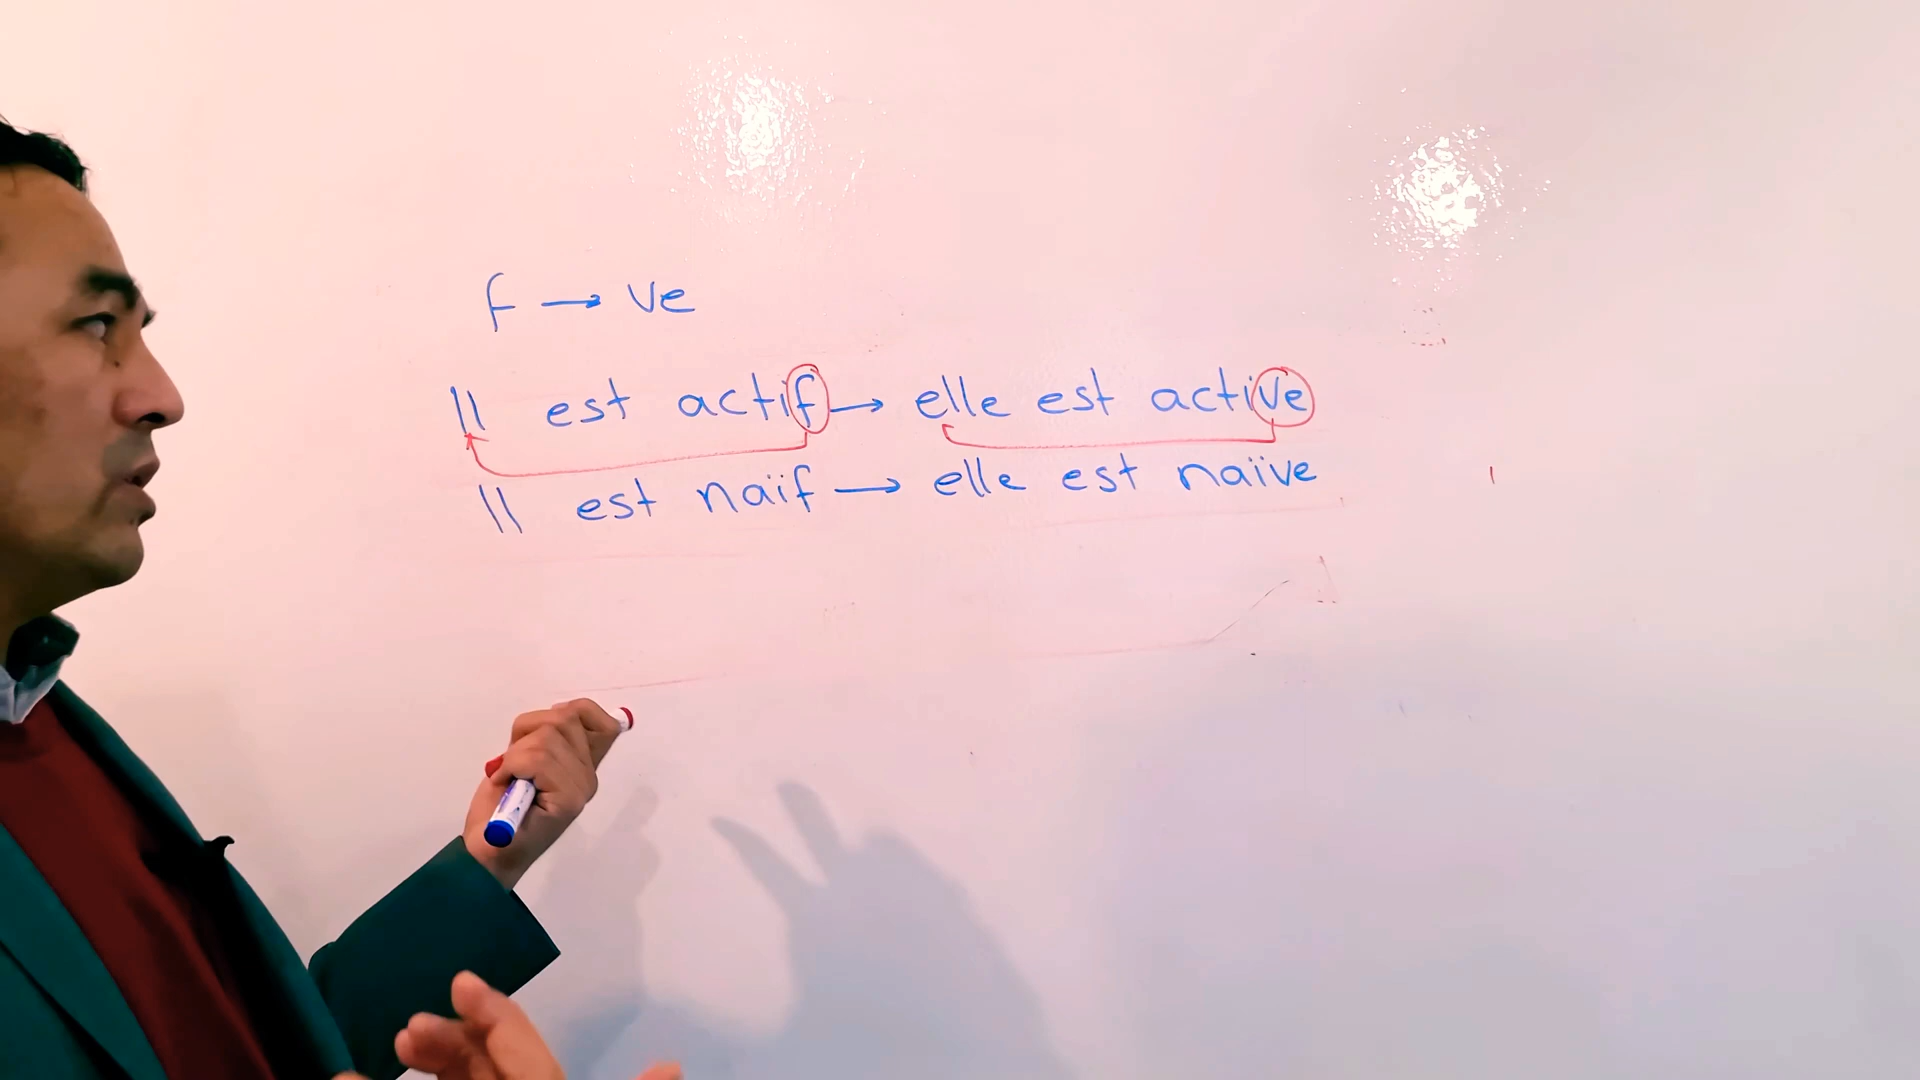 f → ve
Il est actif → elle est active
Il est naïf → elle est naïve